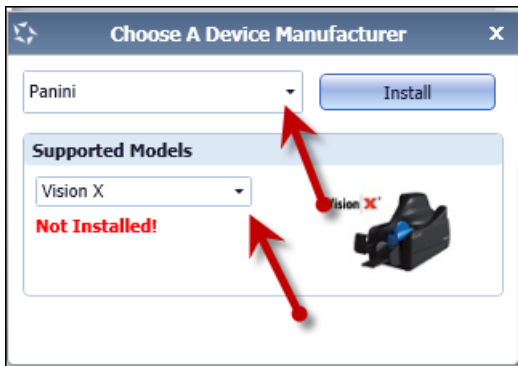 Choose A Device Manufacturer
x
Panini
Install
Supported Models
Vision X
Not Installed!
Vision X